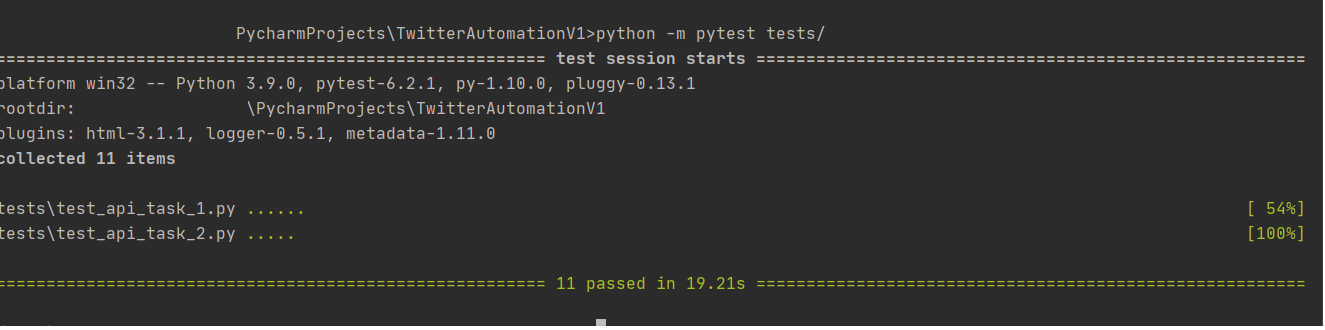 PycharmProjects\TwitterAutomationV1>python -m pytest tests/
======================================================= test session starts =======================================================
platform win32 -- Python 3.9.0, pytest-6.2.1, py-1.10.0, pluggy-0.13.1
rootdir: \PycharmProjects\TwitterAutomationV1
plugins: html-3.1.1, logger-0.5.1, metadata-1.11.0
collected 11 items
tests\test_api_task_1.py ...... [ 54%]
tests\test_api_task_2.py ..... [100%]
======================================================= 11 passed in 19.21s =======================================================